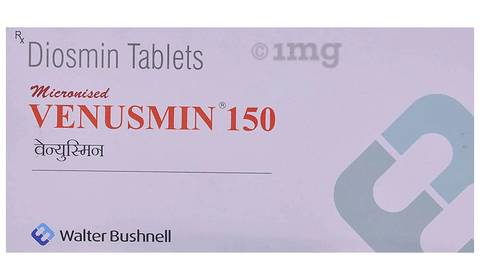 Rx Diosmin Tablets
©1mg
Micronised
VENUSMIN® 150
वेन्युस्मिन
Walter Bushnell